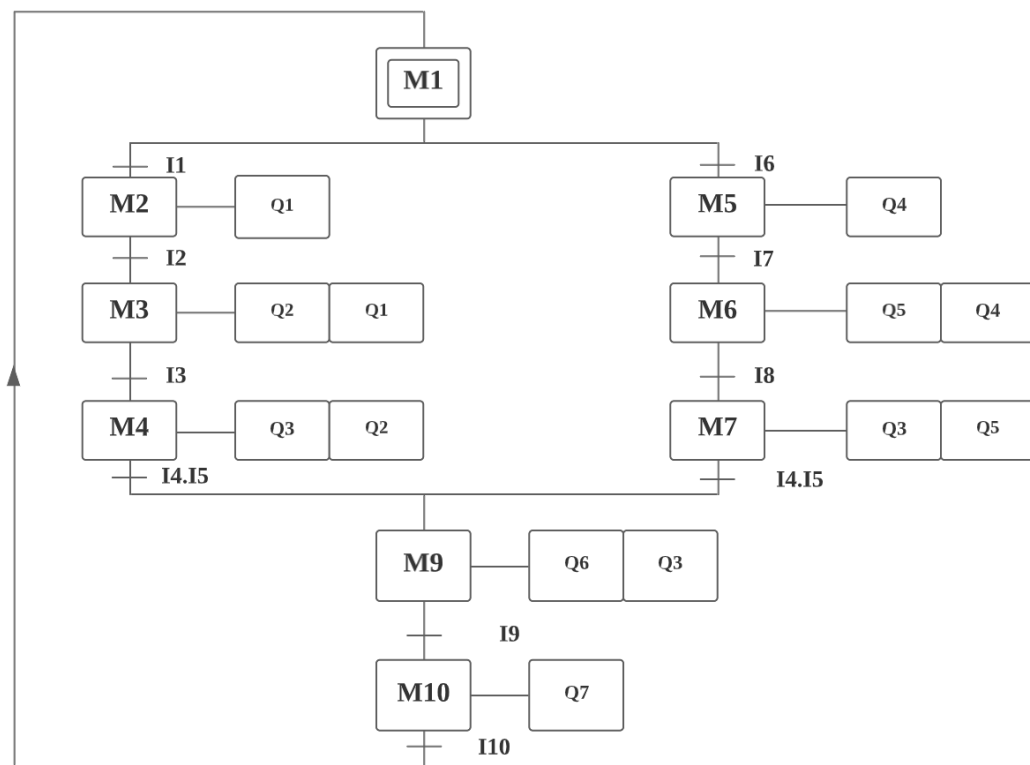 M1
I1 I6
M2 Q1 M5 Q4
I2 I7
M3 Q2 Q1 M6 Q5 Q4
I3 I8
M4 Q3 Q2 M7 Q3 Q5
I4.I5 I4.I5
M9 Q6 Q3
I9
M10 Q7
I10